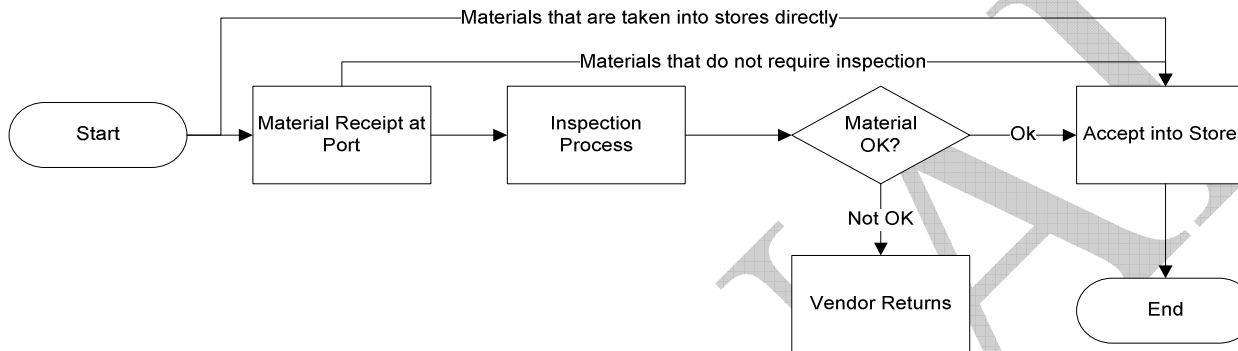 Materials that are taken into stores directly
Materials that do not require inspection
Start
Material Receipt at
Port
Inspection
Process
Material
OK?
Ok
Accept into Store
Not OK
Vendor Returns
End